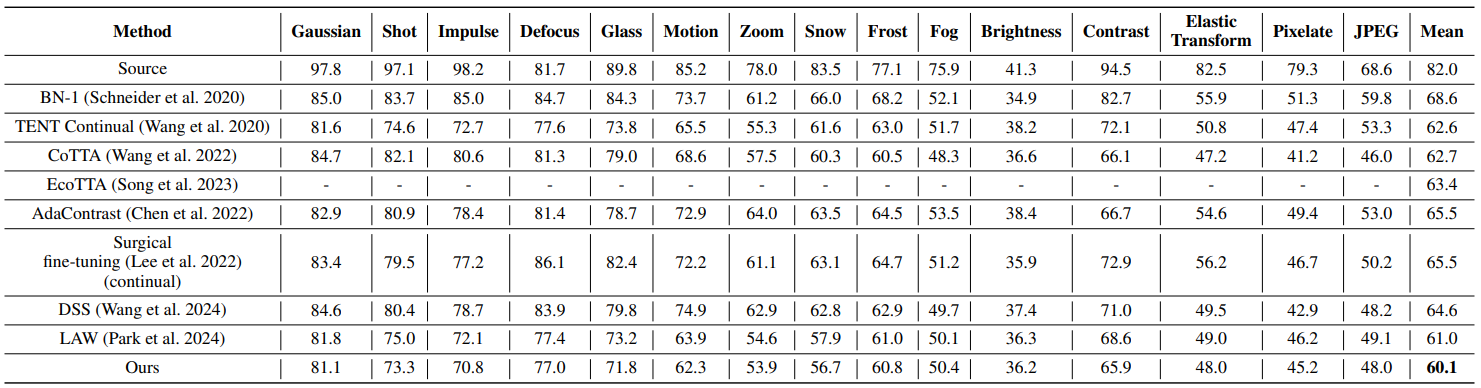 Method Gaussian Shot Impulse Defocus Glass Motion Zoom Snow Frost Fog Brightness Contrast Elastic Transform Pixelate JPEG Mean
Source 97.8 97.1 98.2 81.7 89.8 85.2 78.0 83.5 77.1 75.9 41.3 94.5 82.5 79.3 68.6 82.0
BN-1 (Schneider et al. 2020) 85.0 83.7 85.0 84.7 84.3 73.7 61.2 66.0 68.2 52.1 34.9 82.7 55.9 51.3 59.8 68.6
TENT Continual (Wang et al. 2020) 81.6 74.6 72.7 77.6 73.8 65.5 55.3 61.6 63.0 51.7 38.2 72.1 50.8 47.4 53.3 62.6
CoTTA (Wang et al. 2022) 84.7 82.1 80.6 81.3 79.0 68.6 57.5 60.3 60.5 48.3 36.6 66.1 47.2 41.2 46.0 62.7
EcoTTA (Song et al. 2023) - - - - - - - - - - - - - - - 63.4
AdaContrast (Chen et al. 2022) 82.9 80.9 78.4 81.4 78.7 72.9 64.0 63.5 64.5 53.5 38.4 66.7 54.6 49.4 53.0 65.5
Surgical
fine-tuning (Lee et al. 2022) 83.4 79.5 77.2 86.1 82.4 72.2 61.1 63.1 64.7 51.2 35.9 72.9 56.2 46.7 50.2 65.5
(continual)
DSS (Wang et al. 2024) 84.6 80.4 78.7 83.9 79.8 74.9 62.9 62.8 62.9 49.7 37.4 71.0 49.5 42.9 48.2 64.6
LAW (Park et al. 2024) 81.8 75.0 72.1 77.4 73.2 63.9 54.6 57.9 61.0 50.1 36.3 68.6 49.0 46.2 49.1 61.0
Ours 81.1 73.3 70.8 77.0 71.8 62.3 53.9 56.7 60.8 50.4 36.2 65.9 48.0 45.2 48.0 60.1